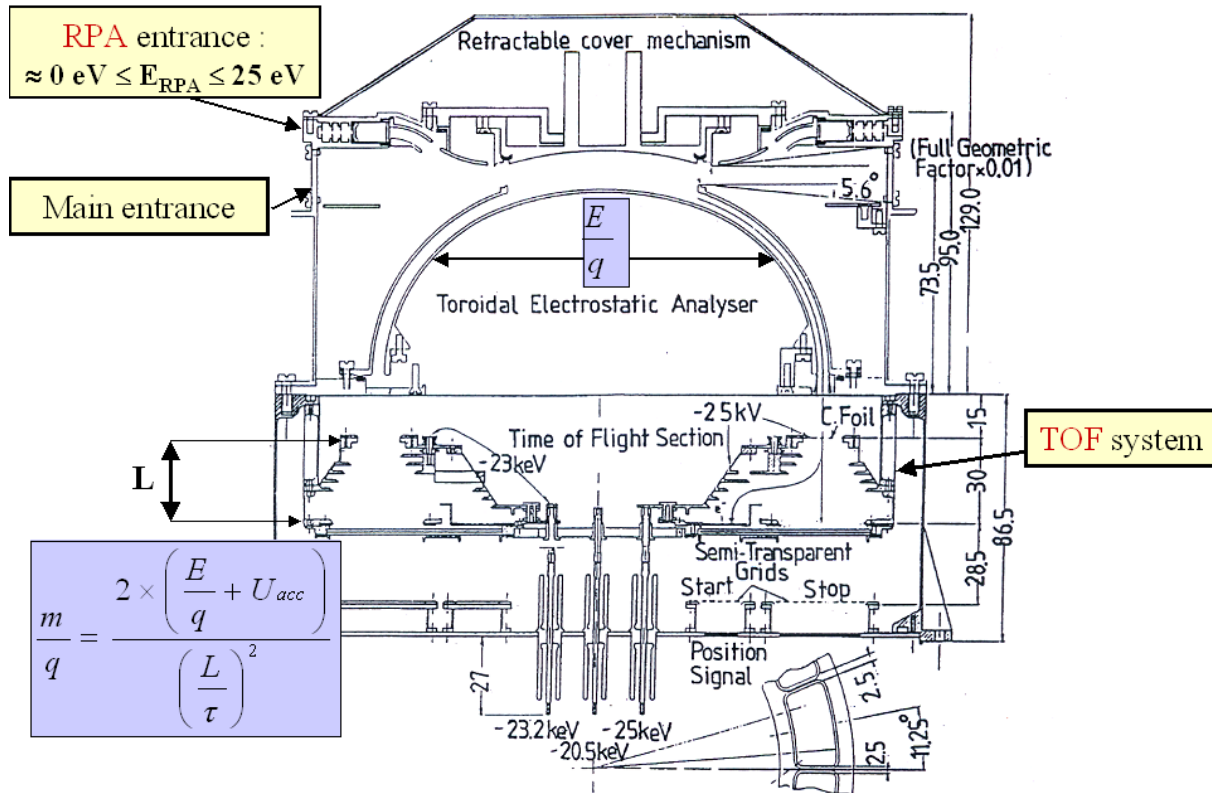 RPA entrance :
≈ 0 eV ≤ E_RPA ≤ 25 eV
Retractable cover mechanism
(Full Geometric
Factor×0.01)
5.6°
Main entrance
E/q
Toroidal Electrostatic Analyser
73.5
95.0
129.0
-25kV
C.Foil
15
Time of Flight Section
-23keV
TOF system
L
30
e⁻
86.5
28.5
Semi-Transparent
Grids
Start
Stop
m/q = 2 × (E/q + U_acc) / (L/τ)²
Position
Signal
27
2.5
-23.2keV
-25keV
-20.5keV
11.25°
2.5